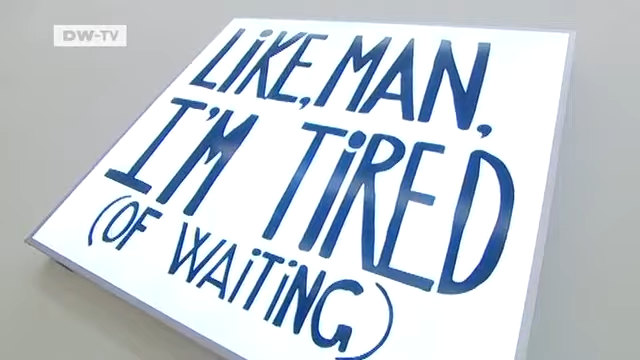 DW-TV
LiKE, MAN,
I'M TiRED
(OF WAiTiNG)